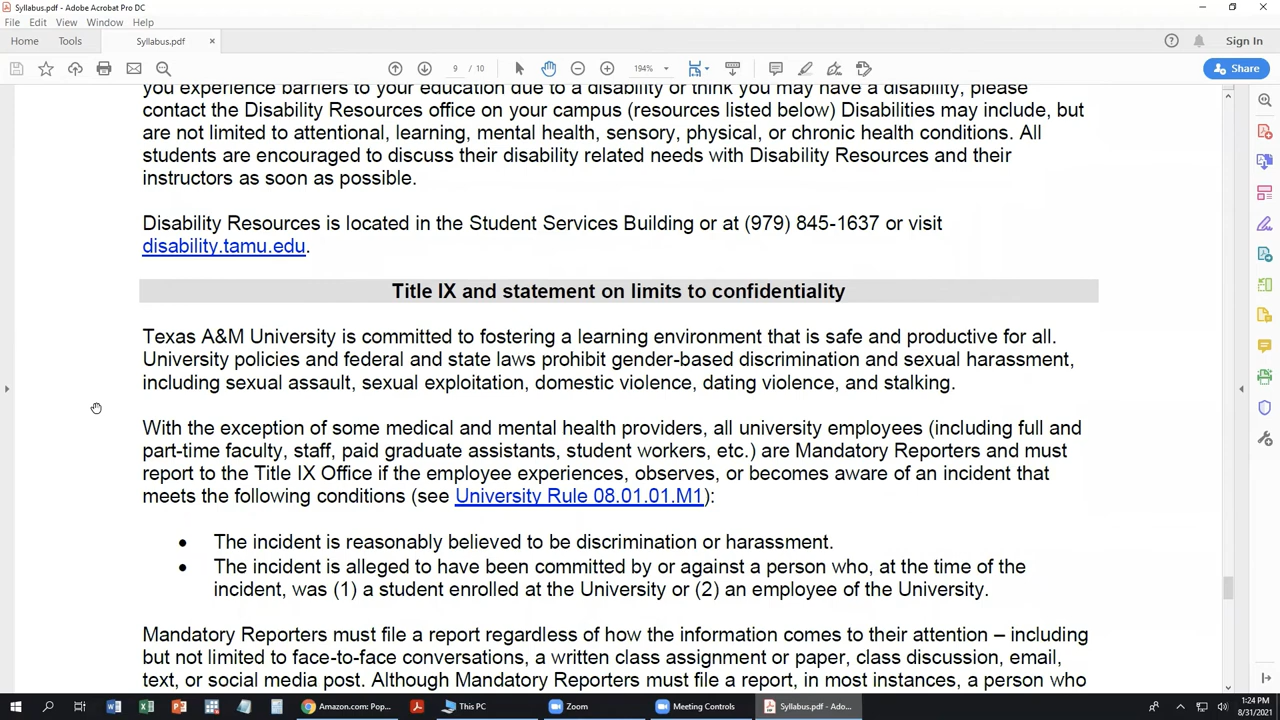 Syllabus.pdf - Adobe Acrobat Pro DC
File Edit View Window Help
Home Tools Syllabus.pdf × Sign In
9 / 10 194% Share
you experience barriers to your education due to a disability or think you may have a disability, please
contact the Disability Resources office on your campus (resources listed below) Disabilities may include, but
are not limited to attentional, learning, mental health, sensory, physical, or chronic health conditions. All
students are encouraged to discuss their disability related needs with Disability Resources and their
instructors as soon as possible.
Disability Resources is located in the Student Services Building or at (979) 845-1637 or visit
disability.tamu.edu.
Title IX and statement on limits to confidentiality
Texas A&M University is committed to fostering a learning environment that is safe and productive for all.
University policies and federal and state laws prohibit gender-based discrimination and sexual harassment,
including sexual assault, sexual exploitation, domestic violence, dating violence, and stalking.
With the exception of some medical and mental health providers, all university employees (including full and
part-time faculty, staff, paid graduate assistants, student workers, etc.) are Mandatory Reporters and must
report to the Title IX Office if the employee experiences, observes, or becomes aware of an incident that
meets the following conditions (see University Rule 08.01.01.M1):
• The incident is reasonably believed to be discrimination or harassment.
• The incident is alleged to have been committed by or against a person who, at the time of the
incident, was (1) a student enrolled at the University or (2) an employee of the University.
Mandatory Reporters must file a report regardless of how the information comes to their attention – including
but not limited to face-to-face conversations, a written class assignment or paper, class discussion, email,
text, or social media post. Although Mandatory Reporters must file a report, in most instances, a person who
Amazon.com: Pop... This PC Zoom Meeting Controls Syllabus.pdf - Ado... 1:24 PM
8/31/2021